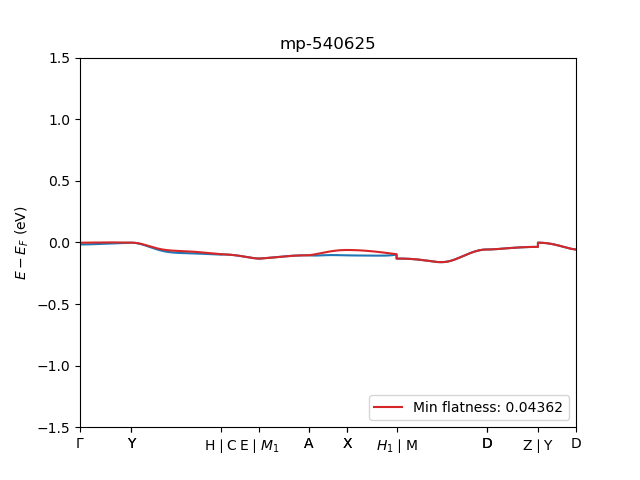 mp-540625
1.5
1.0
0.5
0.0
−0.5
−1.0
−1.5
E − E_F (eV)
Min flatness: 0.04362
Γ Y H | C E | M_1 A X H_1 | M D Z | Y D